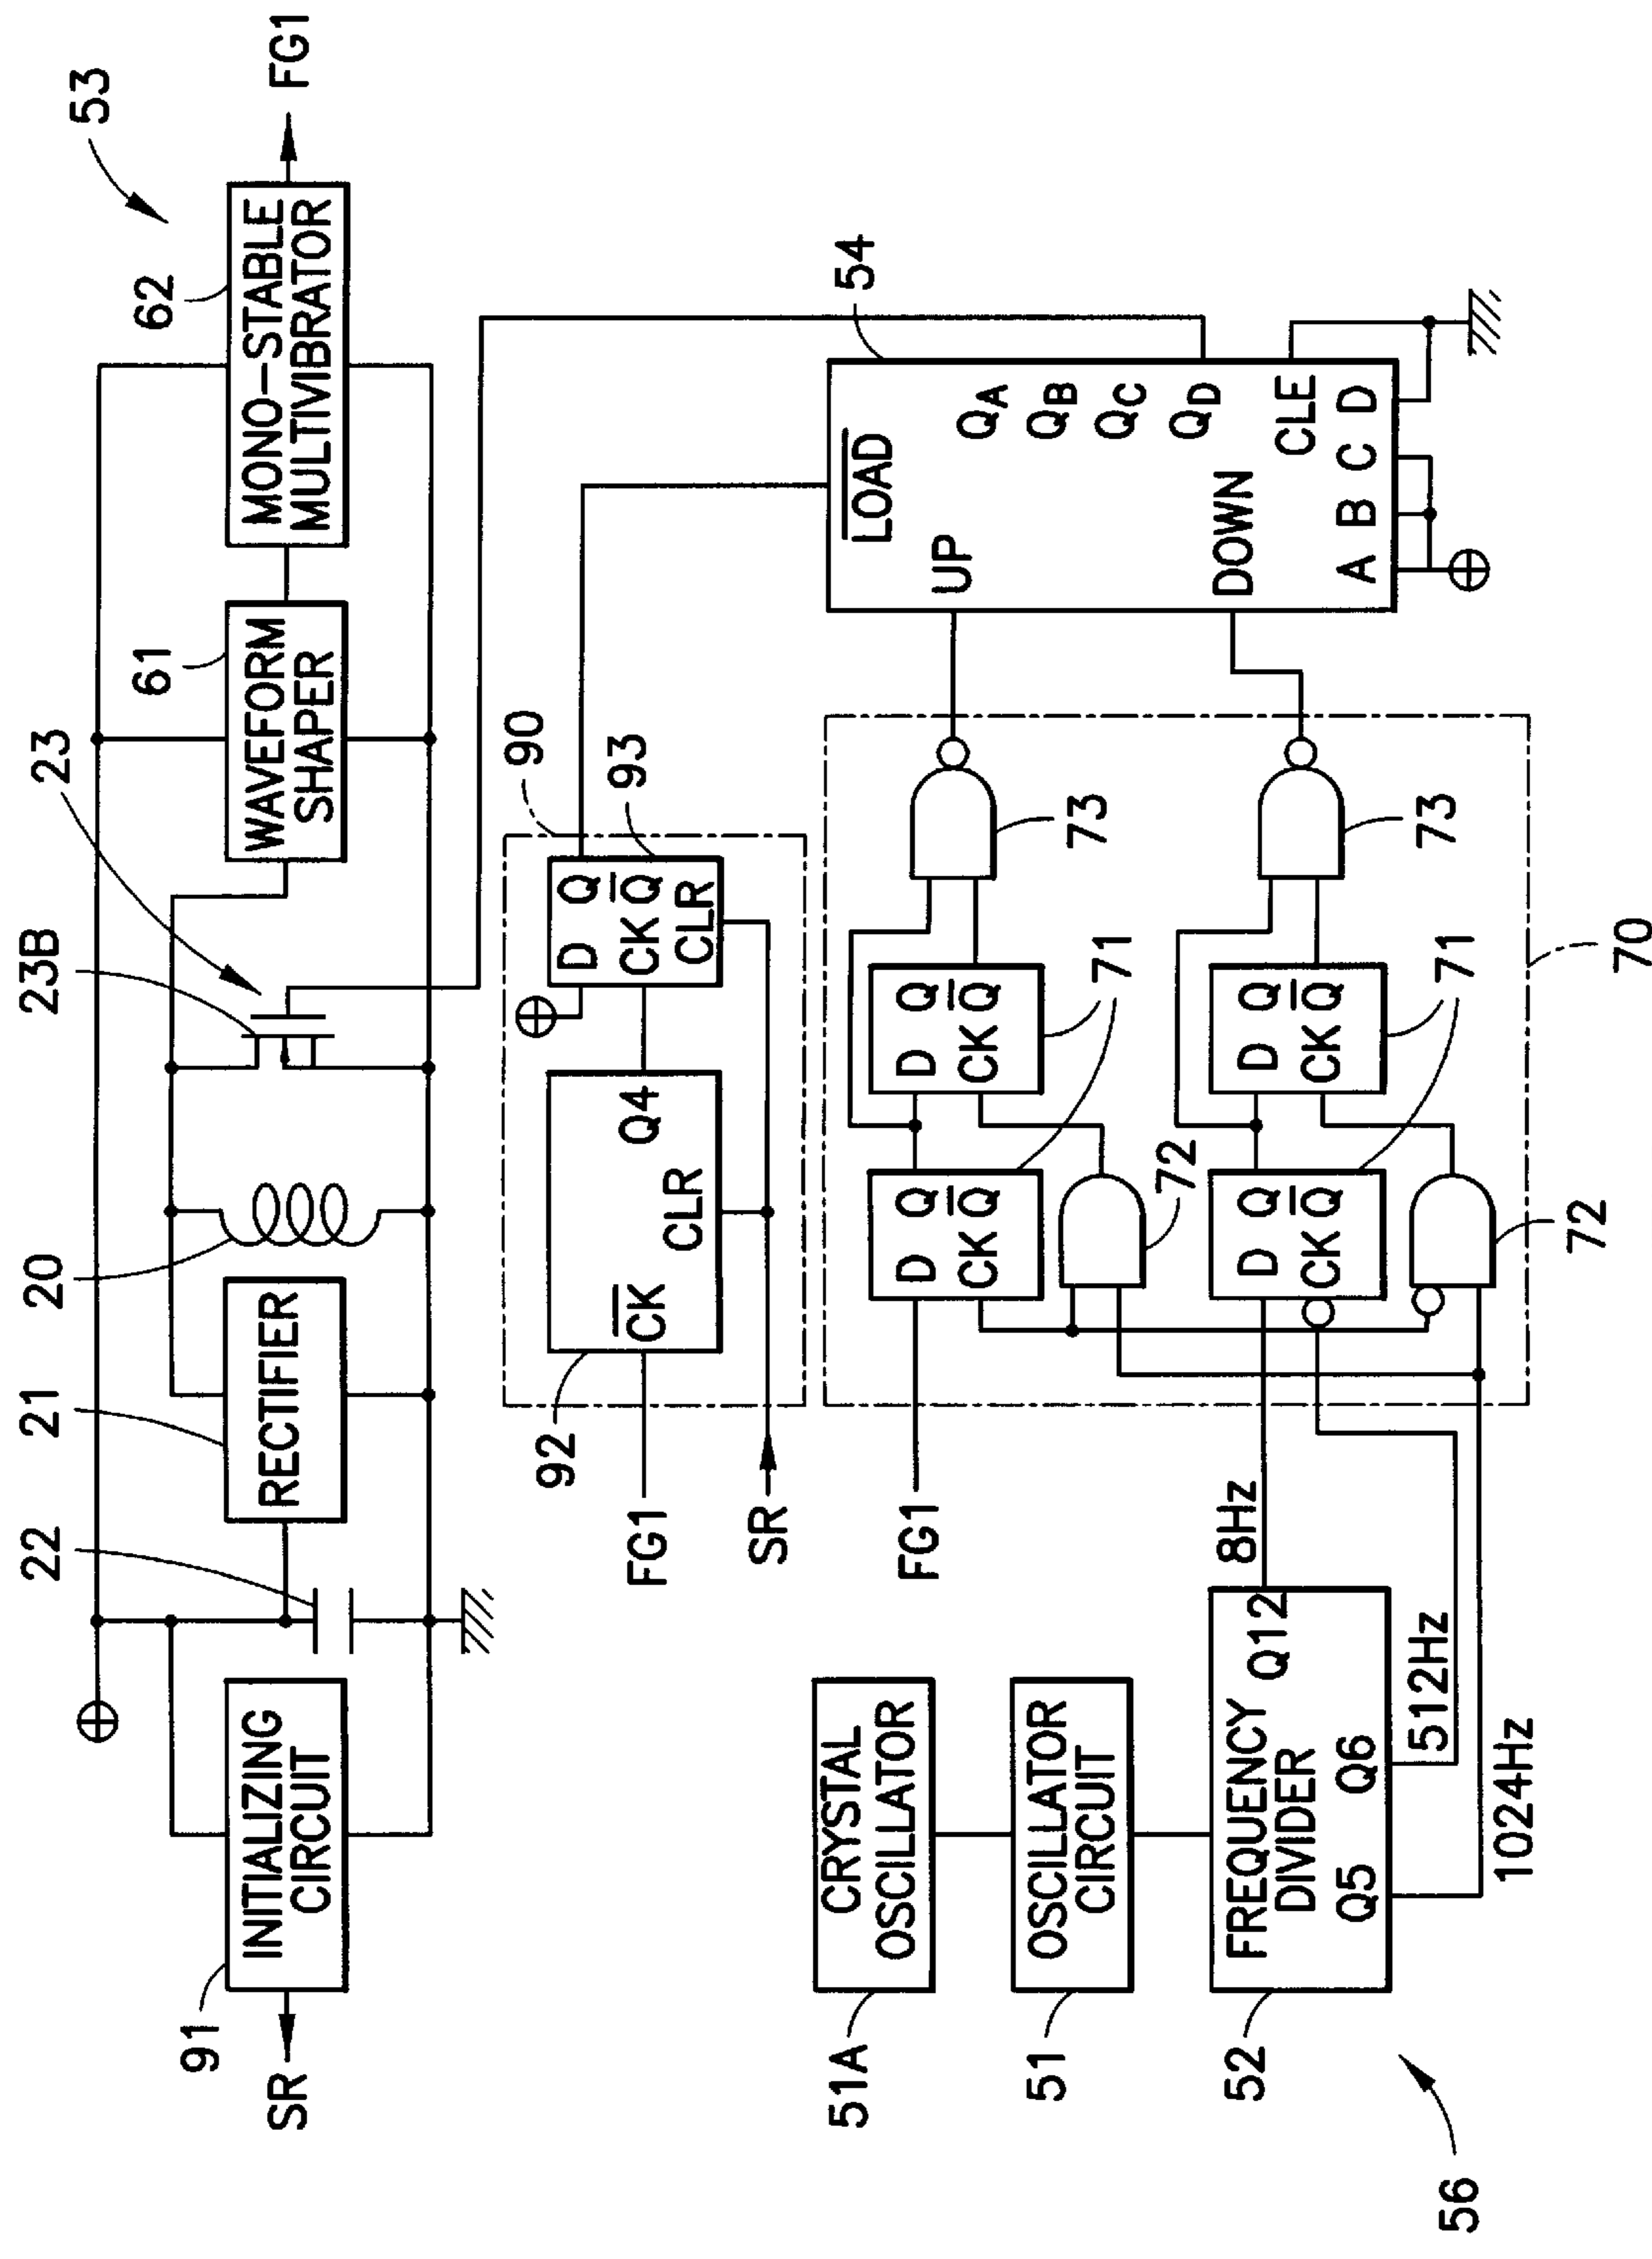 53
23
23B
20
21
22
61
62
91
SR
INITIALIZING
CIRCUIT
RECTIFIER
WAVEFORM
SHAPER
MONO-STABLE
MULTIVIBRATOR
FG1
90
92
93
FG1
SR
C̅K̅
Q4
CLR
D Q
CK Q̅
CLR
54
L̅O̅A̅D̅
UP
QA
QB
QC
QD
DOWN
CLE
A B C D
FG1
D Q
CK Q̅
D Q
CK Q̅
71
72
73
D Q
CK Q̅
D Q
CK Q̅
71
72
73
70
8Hz
512Hz
1024Hz
51A
CRYSTAL
OSCILLATOR
51
OSCILLATOR
CIRCUIT
52
FREQUENCY
DIVIDER
Q12
Q5
Q6
56